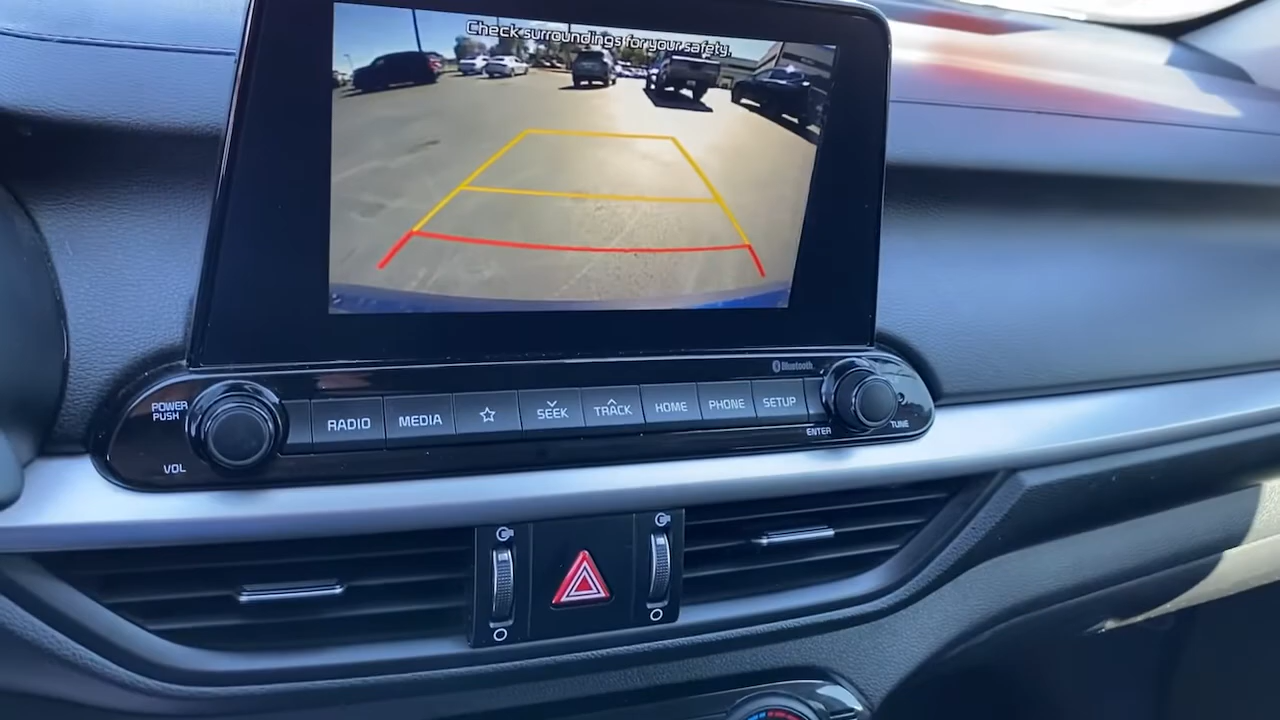 Check surroundings for your safety.
Bluetooth
POWER
PUSH
RADIO
MEDIA
SEEK
TRACK
HOME
PHONE
SETUP
VOL
ENTER
TUNE